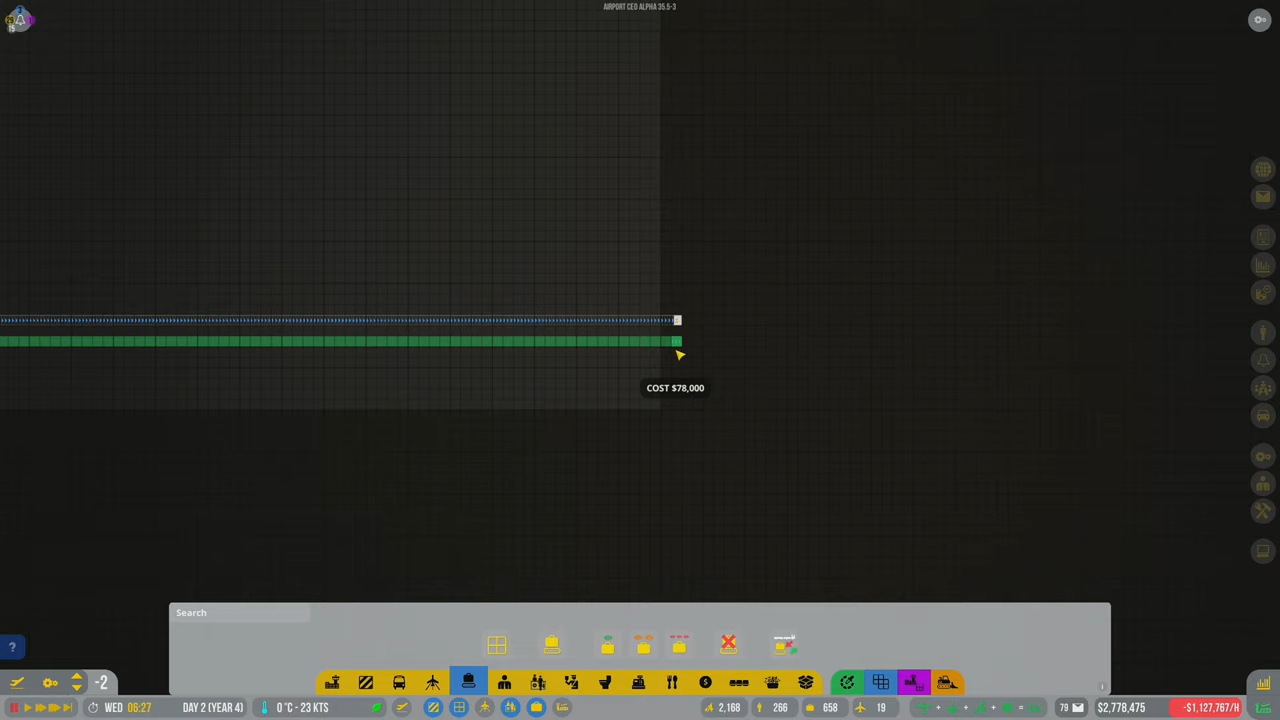 AIRPORT CEO ALPHA 35.5-3
COST $78,000
Search
?
-2
WED 06:27
DAY 2 (YEAR 4)
0 °C - 23 KTS
2,168
266
658
19
79
$2,778,475
-$1,127,767/H